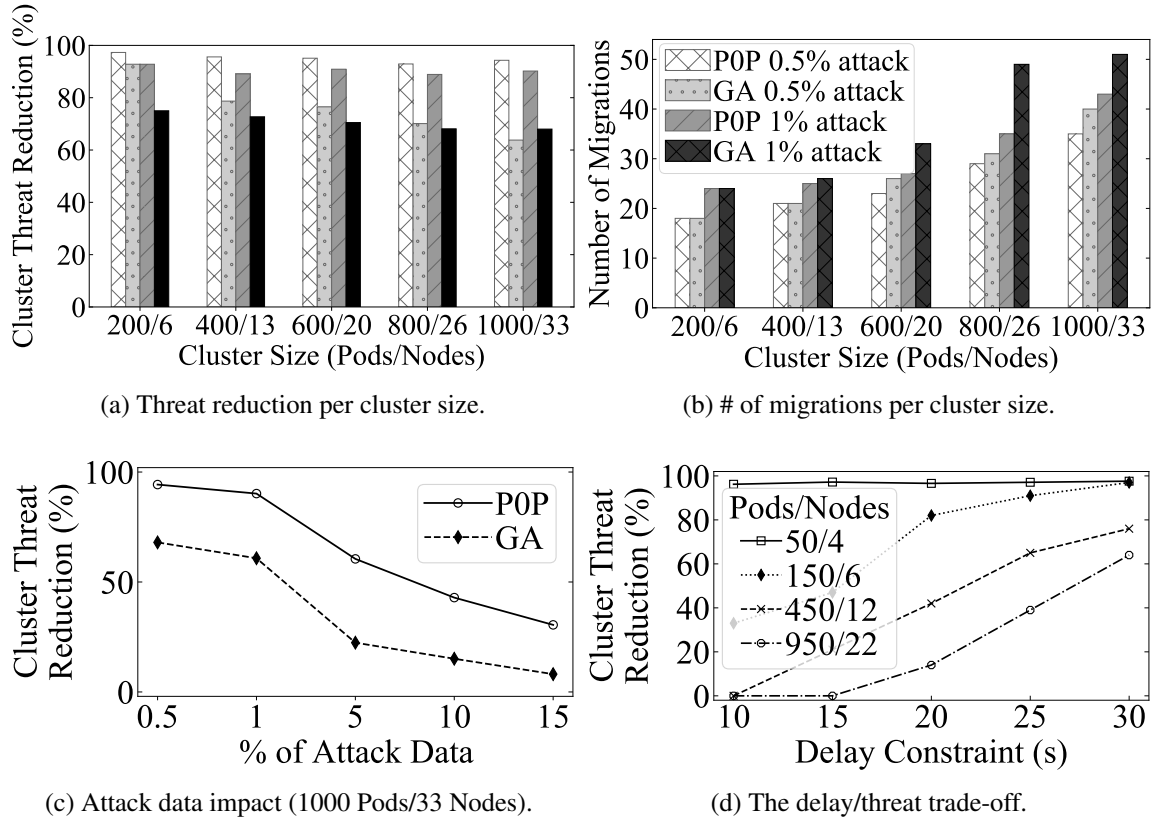 Cluster Threat Reduction (%)
100
80
60
40
20
0
200/6 400/13 600/20 800/26 1000/33
Cluster Size (Pods/Nodes)
(a) Threat reduction per cluster size.
Number of Migrations
50
40
30
20
10
0
P0P 0.5% attack
GA 0.5% attack
P0P 1% attack
GA 1% attack
200/6 400/13 600/20 800/26 1000/33
Cluster Size (Pods/Nodes)
(b) # of migrations per cluster size.
Cluster Threat
Reduction (%)
100
50
0
P0P
GA
0.5 1 5 10 15
% of Attack Data
(c) Attack data impact (1000 Pods/33 Nodes).
Cluster Threat
Reduction (%)
100
80
60
40
20
0
Pods/Nodes
50/4
150/6
450/12
950/22
10 15 20 25 30
Delay Constraint (s)
(d) The delay/threat trade-off.